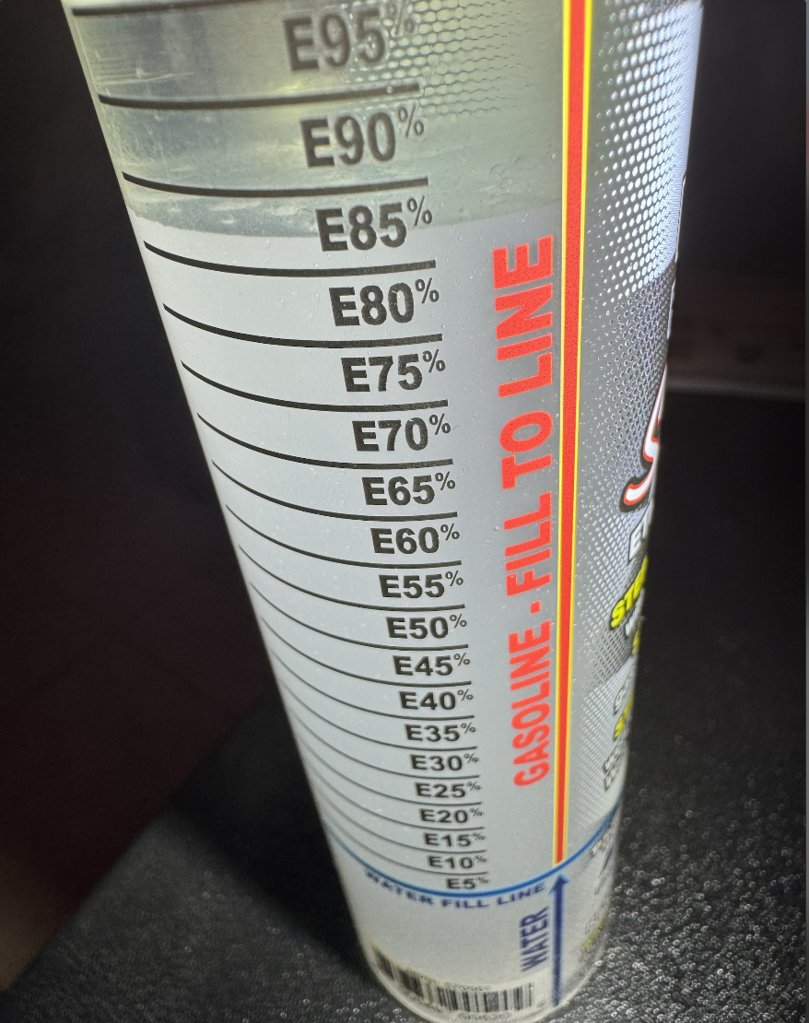 E95%
E90%
E85%
E80%
E75%
E70%
E65%
E60%
E55%
E50%
E45%
E40%
E35%
E30%
E25%
E20%
E15%
E10%
E5%
GASOLINE - FILL TO LINE
WATER FILL LINE
WATER